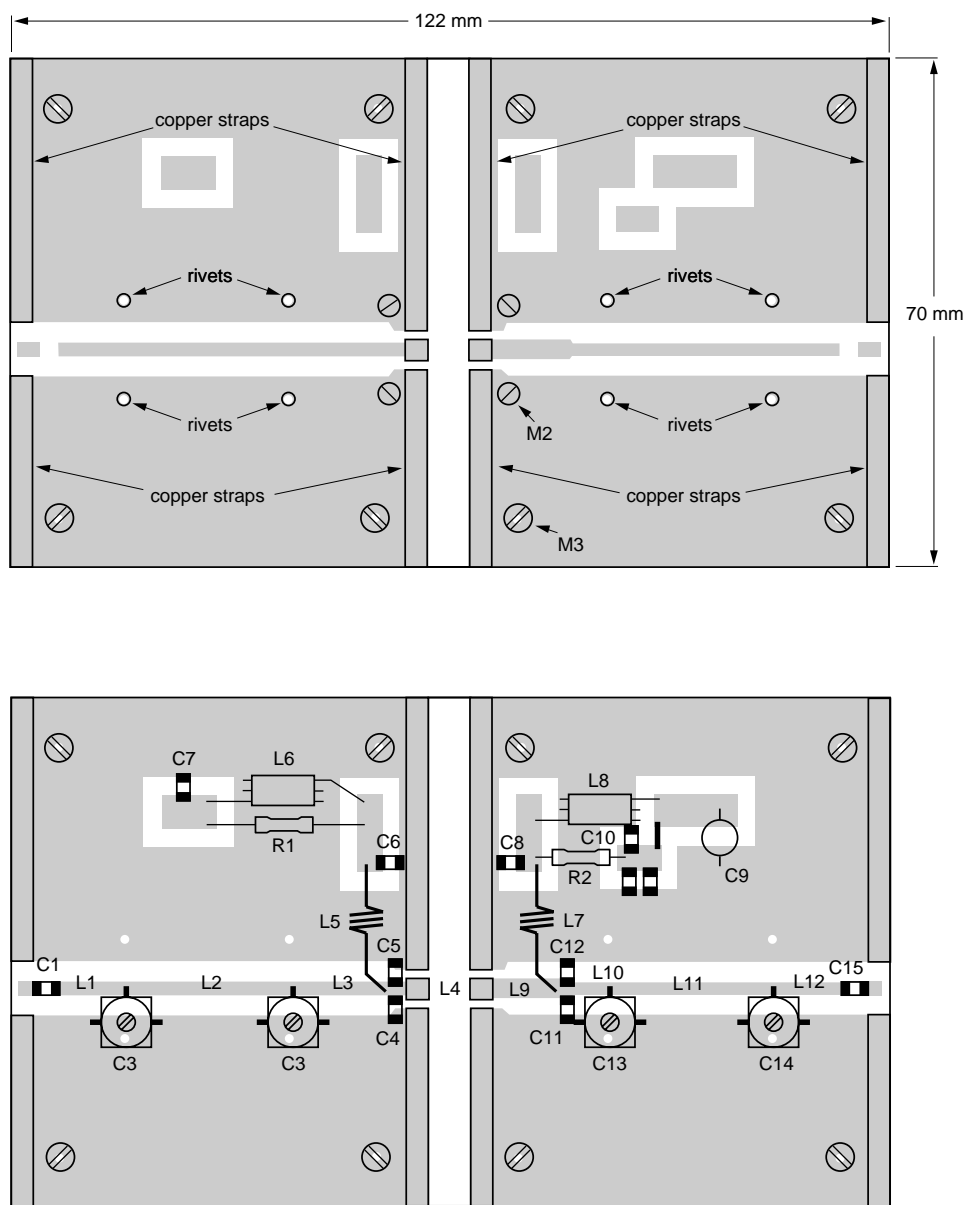 122 mm
copper straps
copper straps
rivets
rivets
70 mm
rivets
rivets
M2
copper straps
copper straps
M3
C7
L6
L8
R1
C6
C8
C10
R2
C9
L5
L7
C5
C12
C1
L1
L2
L3
L4
L9
L10
L11
L12
C15
C4
C11
C3
C3
C13
C14